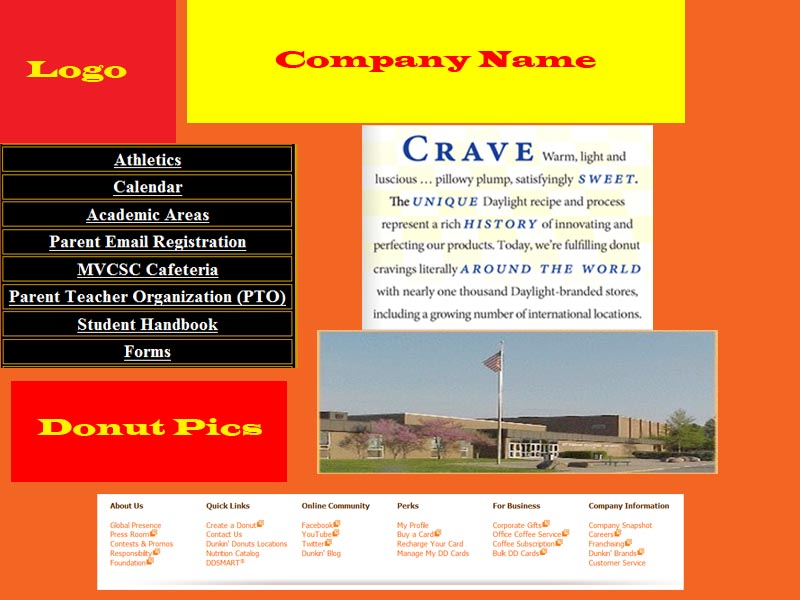 Logo
Company Name
Athletics
Calendar
Academic Areas
Parent Email Registration
MVCSC Cafeteria
Parent Teacher Organization (PTO)
Student Handbook
Forms
CRAVE Warm, light and
luscious ... pillowy plump, satisfyingly SWEET.
The UNIQUE Daylight recipe and process
represent a rich HISTORY of innovating and
perfecting our products. Today, we're fulfilling donut
cravings literally AROUND THE WORLD
with nearly one thousand Daylight-branded stores,
including a growing number of international locations.
Donut Pics
About Us
Global Presence
Press Room
Contests & Promos
Responsibility
Foundation
Quick Links
Create a Donut
Contact Us
Dunkin' Donuts Locations
Nutrition Catalog
DDSMART®
Online Community
Facebook
YouTube
Twitter
Dunkin' Blog
Perks
My Profile
Buy a Card
Recharge Your Card
Manage My DD Cards
For Business
Corporate Gifts
Office Coffee Service
Coffee Subscription
Bulk DD Cards
Company Information
Company Snapshot
Careers
Franchising
Dunkin' Brands
Customer Service